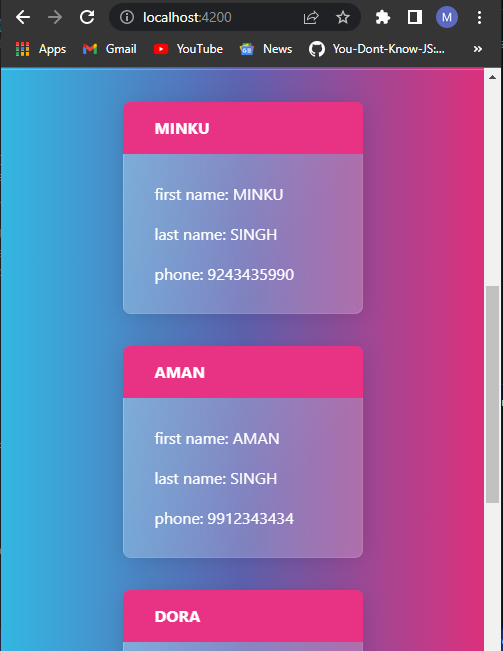 localhost:4200
M
Apps Gmail YouTube News You-Dont-Know-JS:... »
MINKU
first name: MINKU
last name: SINGH
phone: 9243435990
AMAN
first name: AMAN
last name: SINGH
phone: 9912343434
DORA